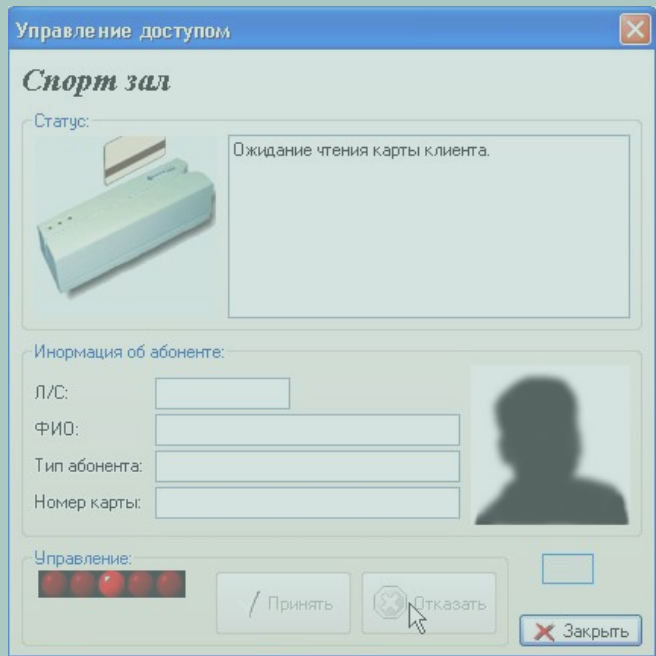 Управление доступом
Спорт зал
Статус:
Ожидание чтения карты клиента.
Инормация об абоненте:
Л/С:
ФИО:
Тип абонента:
Номер карты:
Управление:
Принять
Отказать
Закрыть